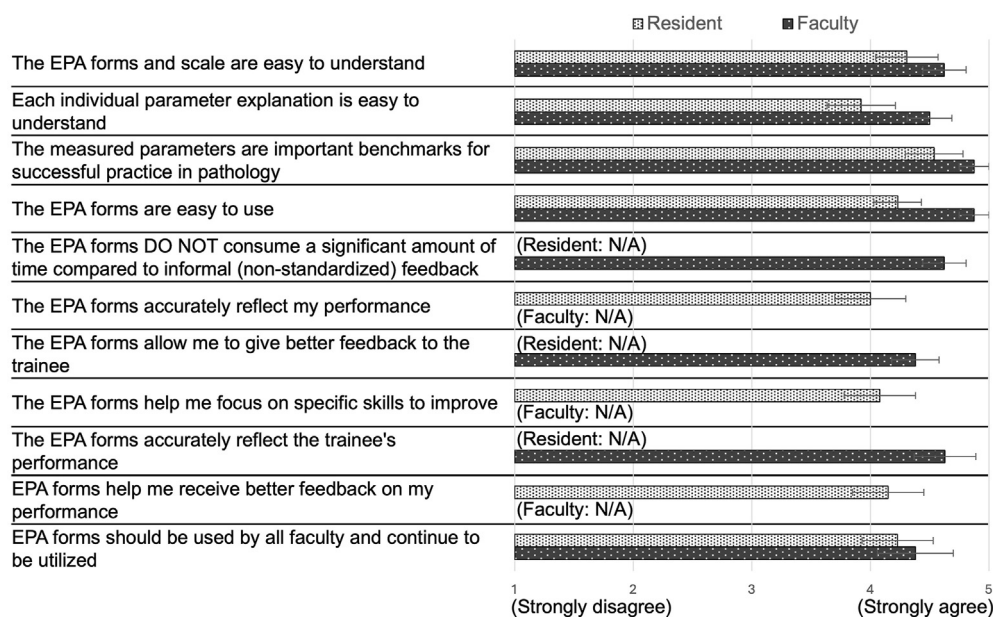 Resident Faculty
The EPA forms and scale are easy to understand
Each individual parameter explanation is easy to
understand
The measured parameters are important benchmarks for
successful practice in pathology
The EPA forms are easy to use
The EPA forms DO NOT consume a significant amount of
time compared to informal (non-standardized) feedback
(Resident: N/A)
The EPA forms accurately reflect my performance
(Faculty: N/A)
The EPA forms allow me to give better feedback to the
trainee
(Resident: N/A)
The EPA forms help me focus on specific skills to improve
(Faculty: N/A)
The EPA forms accurately reflect the trainee's
performance
(Resident: N/A)
EPA forms help me receive better feedback on my
performance
(Faculty: N/A)
EPA forms should be used by all faculty and continue to
be utilized
1 2 3 4 5
(Strongly disagree) (Strongly agree)